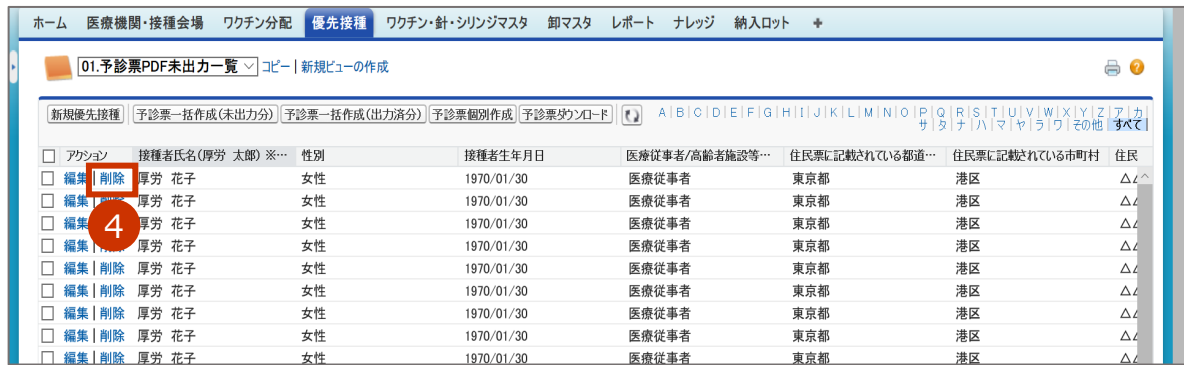 ホーム 医療機関・接種会場 ワクチン分配 優先接種 ワクチン・針・シリンジマスタ 卸マスタ レポート ナレッジ 納入ロット +
01.予診票PDF未出力一覧 コピー | 新規ビューの作成
新規優先接種 予診票一括作成(未出力分) 予診票一括作成(出力済分) 予診票個別作成 予診票ダウンロード A | B | C | D | E | F | G | H | I | J | K | L | M | N | O | P | Q | R | S | T | U | V | W | X | Y | Z | ア | カ |
サ | タ | ナ | ハ | マ | ヤ | ラ | ワ | その他 すべて
アクション 接種者氏名(厚労 太郎) ※… 性別 接種者生年月日 医療従事者/高齢者施設等… 住民票に記載されている都道… 住民票に記載されている市町村 住民
編集 | 削除 厚労 花子 女性 1970/01/30 医療従事者 東京都 港区 △
編集 | 削除 厚労 花子 女性 1970/01/30 医療従事者 東京都 港区 △
4
編集 厚労 花子 女性 1970/01/30 医療従事者 東京都 港区 △
編集 | 削除 厚労 花子 女性 1970/01/30 医療従事者 東京都 港区 △
編集 | 削除 厚労 花子 女性 1970/01/30 医療従事者 東京都 港区 △
編集 | 削除 厚労 花子 女性 1970/01/30 医療従事者 東京都 港区 △
編集 | 削除 厚労 花子 女性 1970/01/30 医療従事者 東京都 港区 △
編集 | 削除 厚労 花子 女性 1970/01/30 医療従事者 東京都 港区 △
編集 | 削除 厚労 花子 女性 1970/01/30 医療従事者 東京都 港区 △